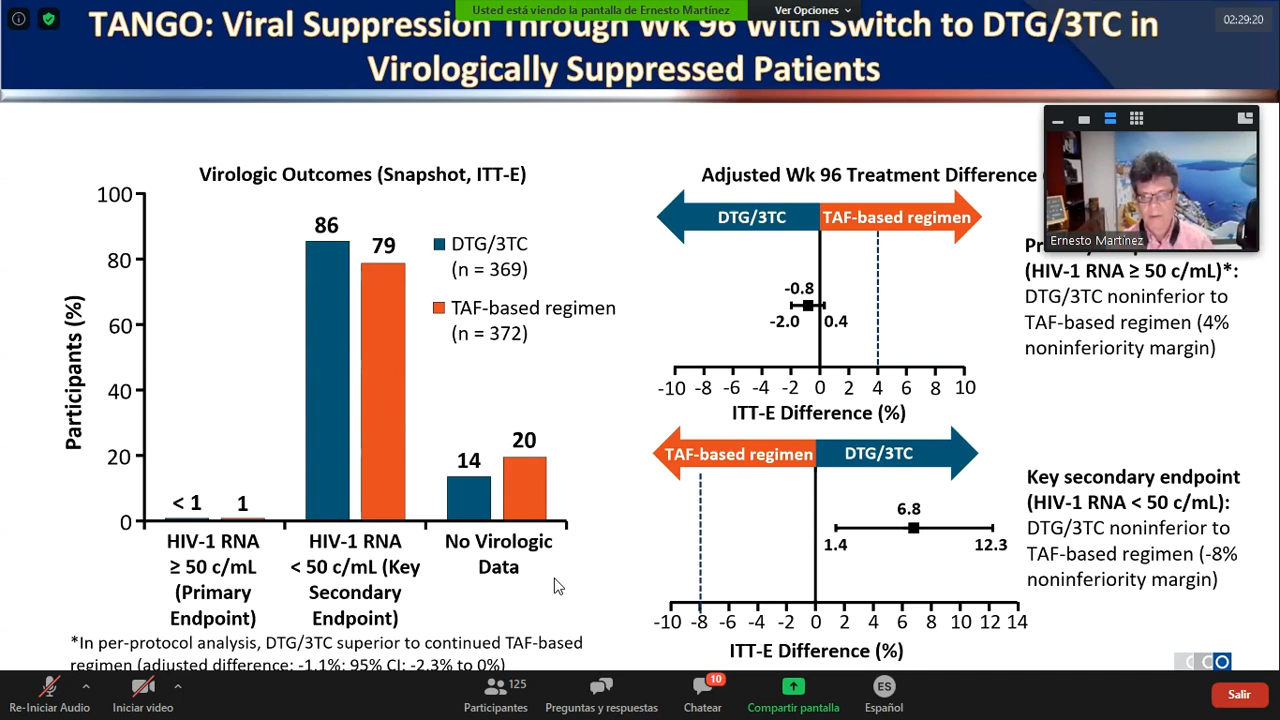 Usted está viendo la pantalla de Ernesto Martínez
Ver Opciones
02:29:20
TANGO: Viral Suppression Through Wk 96 With Switch to DTG/3TC in
Virologically Suppressed Patients
Virologic Outcomes (Snapshot, ITT-E)
100
80
60
40
20
0
Participants (%)
86
79
< 1
1
14
20
DTG/3TC
(n = 369)
TAF-based regimen
(n = 372)
HIV-1 RNA
≥ 50 c/mL
(Primary
Endpoint)
HIV-1 RNA
< 50 c/mL (Key
Secondary
Endpoint)
No Virologic
Data
*In per-protocol analysis, DTG/3TC superior to continued TAF-based
regimen (adjusted difference: -1.1%; 95% CI: -2.3% to 0%)
Adjusted Wk 96 Treatment Difference
DTG/3TC
TAF-based regimen
-0.8
-2.0
0.4
-10 -8 -6 -4 -2 0 2 4 6 8 10
ITT-E Difference (%)
Ernesto Martínez
(HIV-1 RNA ≥ 50 c/mL)*:
DTG/3TC noninferior to
TAF-based regimen (4%
noninferiority margin)
TAF-based regimen
DTG/3TC
6.8
1.4
12.3
-10 -8 -6 -4 -2 0 2 4 6 8 10 12 14
ITT-E Difference (%)
Key secondary endpoint
(HIV-1 RNA < 50 c/mL):
DTG/3TC noninferior to
TAF-based regimen (-8%
noninferiority margin)
CCO
Re-Iniciar Audio
Iniciar video
125
Participantes
Preguntas y respuestas
10
Chatear
Compartir pantalla
ES
Español
Salir